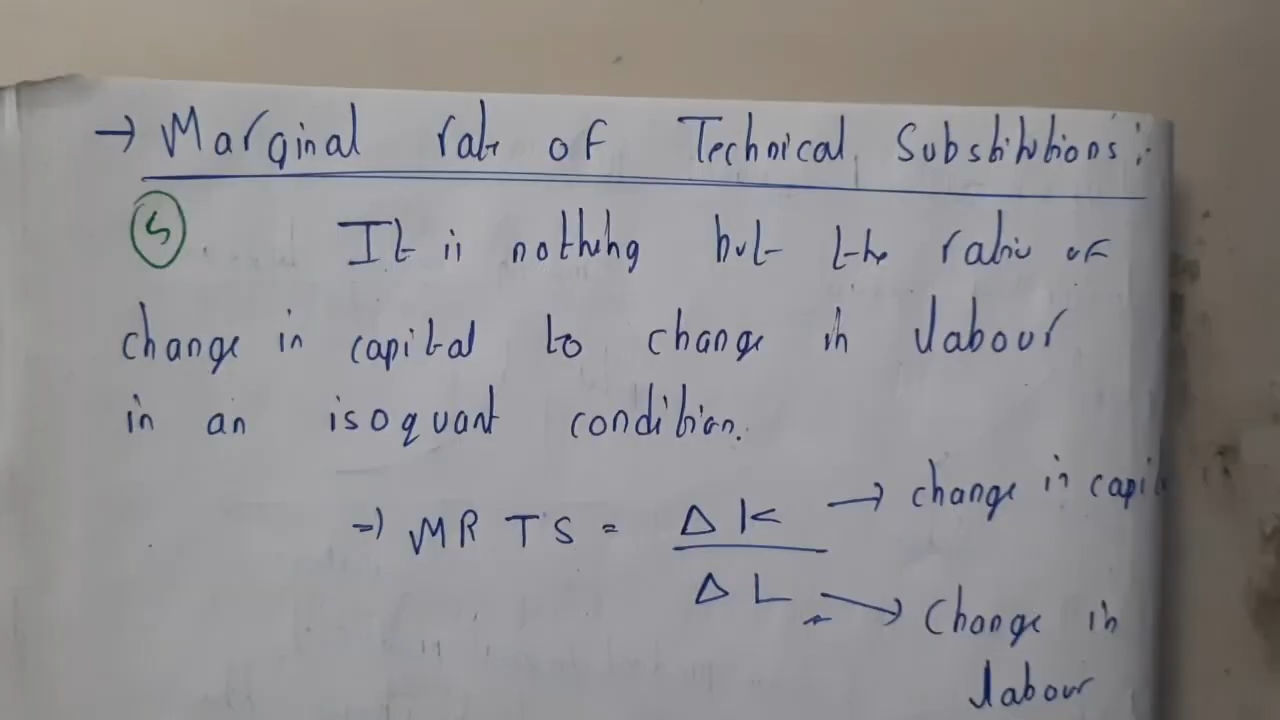 → Marginal rate of Technical Substitutions :-
5 It is nothing but the ratio of
change in capital to change in labour
in an isoquant condition.
⇒ MRTS = ΔK → change in capi
ΔL → Change in
labour